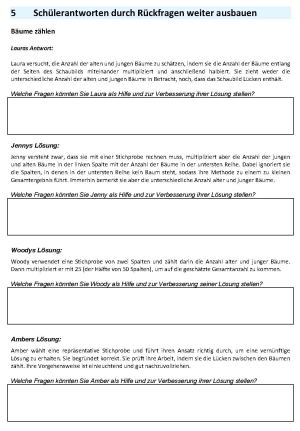 5 Schülerantworten durch Rückfragen weiter ausbauen
Bäume zählen
Lauras Antwort:
Laura versucht, die Anzahl der alten und jungen Bäume zu schätzen, indem sie die Anzahl der Bäume entlang
der Seiten des Schaubilds miteinander multipliziert und anschließend halbiert. Sie zieht weder die
unterschiedliche Anzahl der alten und jungen Bäume in Betracht, noch, dass das Schaubild Lücken enthält.
Welche Fragen könnten Sie Laura als Hilfe und zur Verbesserung ihrer Lösung stellen?
Jennys Lösung:
Jenny versteht zwar, dass sie mit einer Stichprobe rechnen muss, multipliziert aber die Anzahl der jungen
und alten Bäume in der linken Spalte mit der Anzahl der Bäume in der untersten Reihe. Dabei ignoriert sie
die Spalten, in denen in der untersten Reihe kein Baum steht, sodass ihre Methode zu einem zu kleinen
Gesamtergebnis führt. Immerhin bemerkt sie aber die unterschiedliche Anzahl alter und junger Bäume.
Welche Fragen könnten Sie Jenny als Hilfe und zur Verbesserung ihrer Lösung stellen?
Woodys Lösung:
Woody verwendet eine Stichprobe von zwei Spalten und zählt darin die Anzahl alter und junger Bäume.
Dann multipliziert er mit 25 (der Hälfte von 50 Spalten), um auf die geschätzte Gesamtanzahl zu kommen.
Welche Fragen könnten Sie Woody als Hilfe und zur Verbesserung seiner Lösung stellen?
Ambers Lösung:
Amber wählt eine repräsentative Stichprobe und führt ihren Ansatz richtig durch, um eine vernünftige
Lösung zu erhalten. Sie begründet korrekt. Sie prüft ihre Arbeit, indem sie die Lücken zwischen den Bäumen
zählt. Ihre Vorgehensweise ist einleuchtend und gut nachzuvollziehen.
Welche Fragen könnten Sie Amber als Hilfe und zur Verbesserung ihrer Lösung stellen?